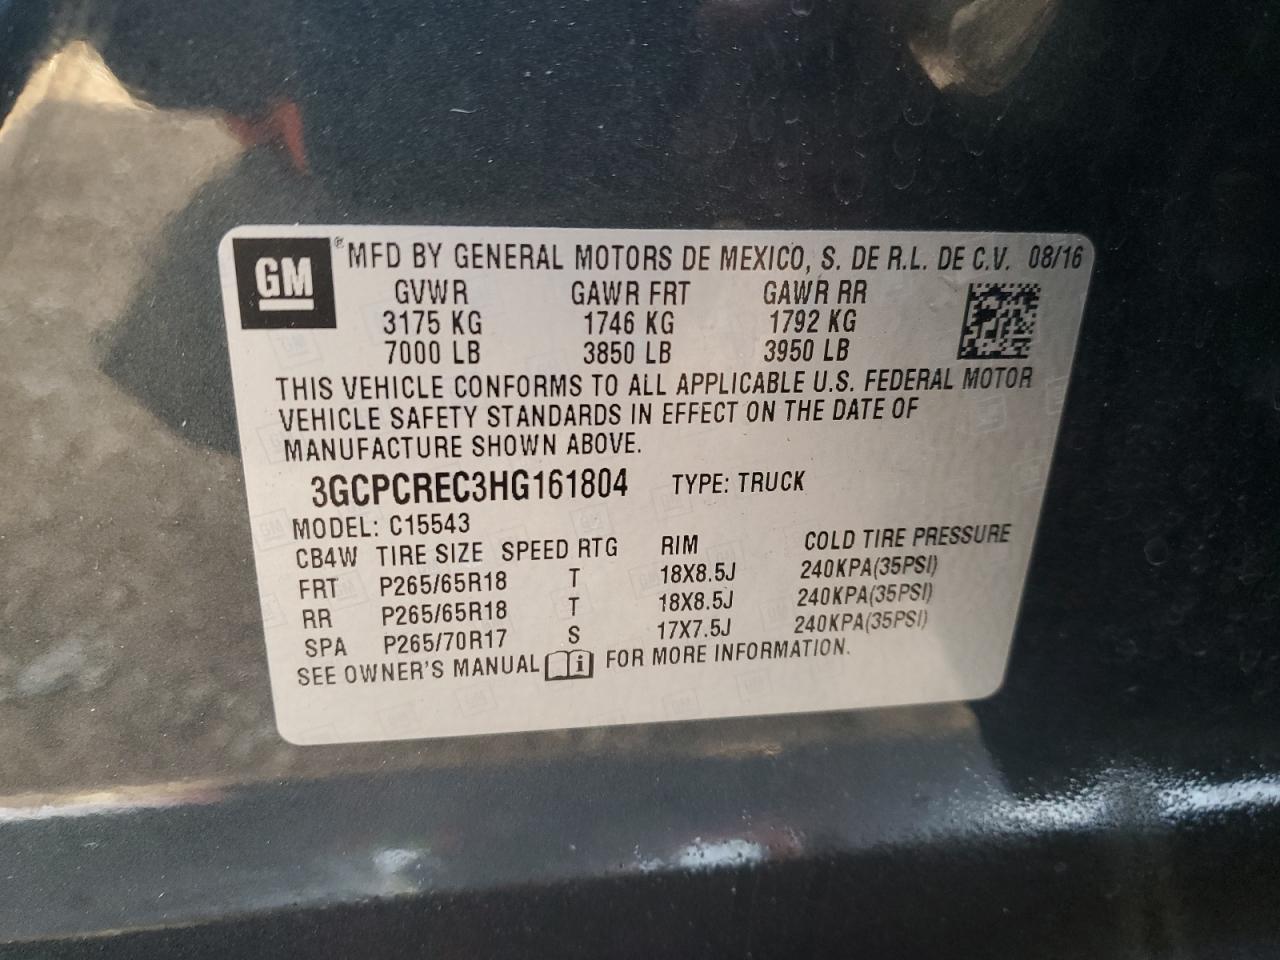 GM ® MFD BY GENERAL MOTORS DE MEXICO, S. DE R.L. DE C.V. 08/16
GVWR GAWR FRT GAWR RR
3175 KG 1746 KG 1792 KG
7000 LB 3850 LB 3950 LB
THIS VEHICLE CONFORMS TO ALL APPLICABLE U.S. FEDERAL MOTOR
VEHICLE SAFETY STANDARDS IN EFFECT ON THE DATE OF
MANUFACTURE SHOWN ABOVE.
3GCPCREC3HG161804 TYPE: TRUCK
MODEL: C15543
CB4W TIRE SIZE SPEED RTG RIM COLD TIRE PRESSURE
FRT P265/65R18 T 18X8.5J 240KPA(35PSI)
RR P265/65R18 T 18X8.5J 240KPA(35PSI)
SPA P265/70R17 S 17X7.5J 240KPA(35PSI)
SEE OWNER'S MANUAL i FOR MORE INFORMATION.